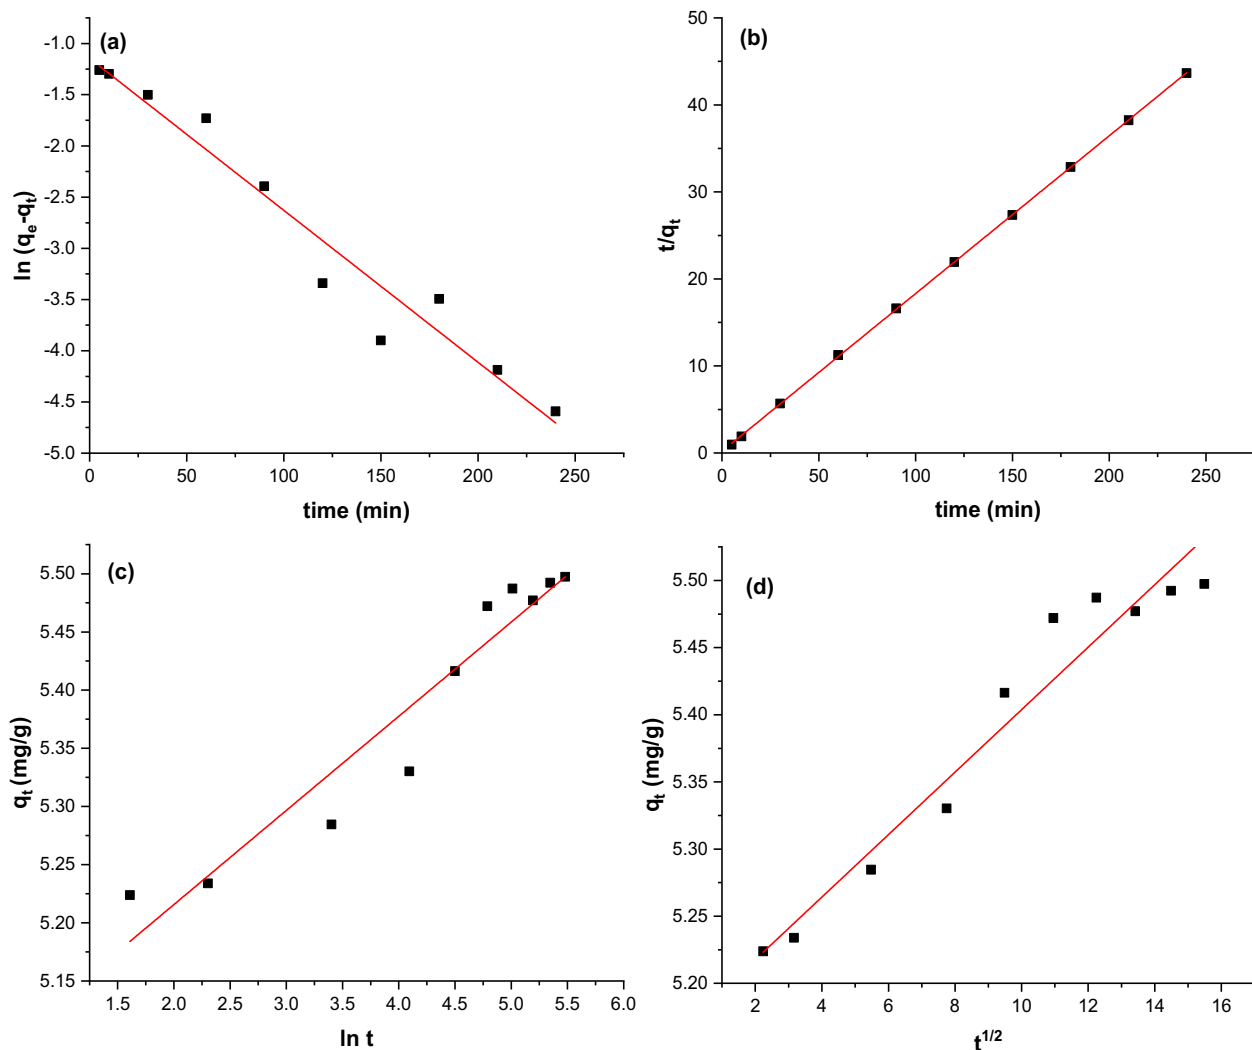 (a)
-1.0
-1.5
-2.0
-2.5
-3.0
-3.5
-4.0
-4.5
-5.0
ln (qₑ-qₜ)
0 50 100 150 200 250
time (min)
(b)
50
40
30
20
10
0
t/qₜ
0 50 100 150 200 250
time (min)
(c)
5.50
5.45
5.40
5.35
5.30
5.25
5.20
5.15
qₜ (mg/g)
1.5 2.0 2.5 3.0 3.5 4.0 4.5 5.0 5.5 6.0
ln t
(d)
5.50
5.45
5.40
5.35
5.30
5.25
5.20
qₜ (mg/g)
2 4 6 8 10 12 14 16
t¹/²